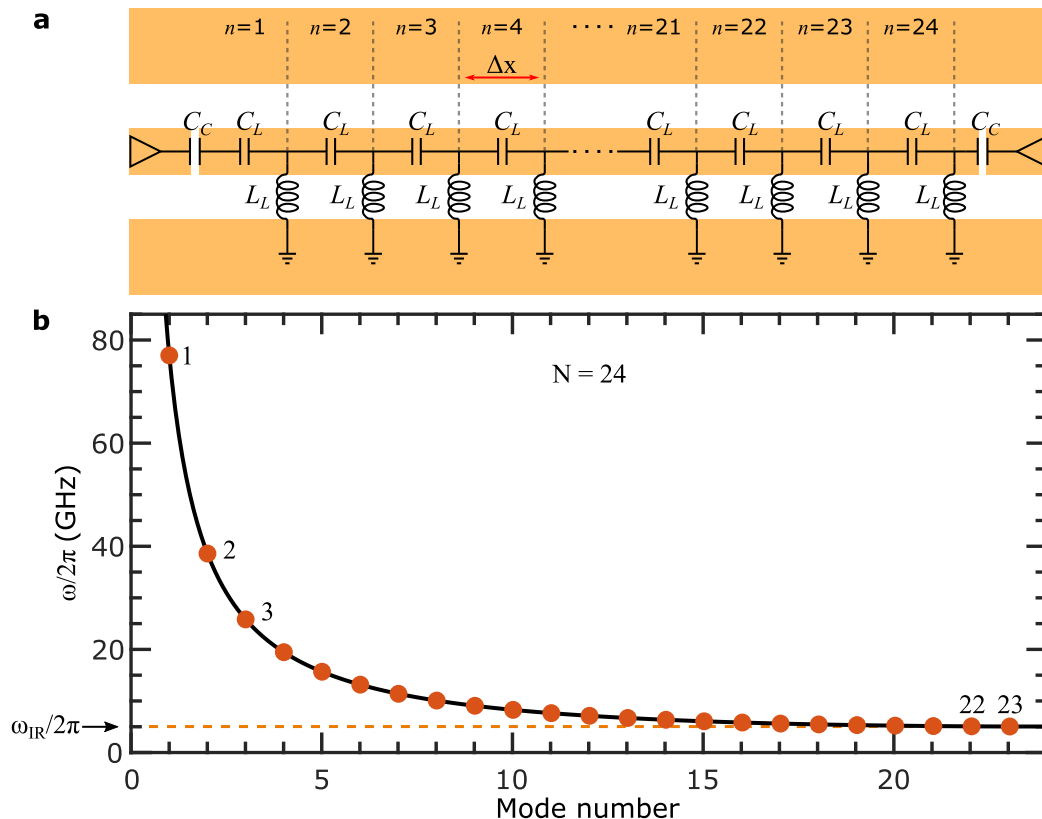 a
n=1 n=2 n=3 n=4 ···· n=21 n=22 n=23 n=24
Δx
C_C C_L C_L C_L C_L C_L C_L C_L C_L C_C
L_L L_L L_L L_L L_L L_L L_L L_L
b
N = 24
80
60
40
20
0
ω/2π (GHz)
ω_IR/2π
1
2
3
22 23
0 5 10 15 20
Mode number